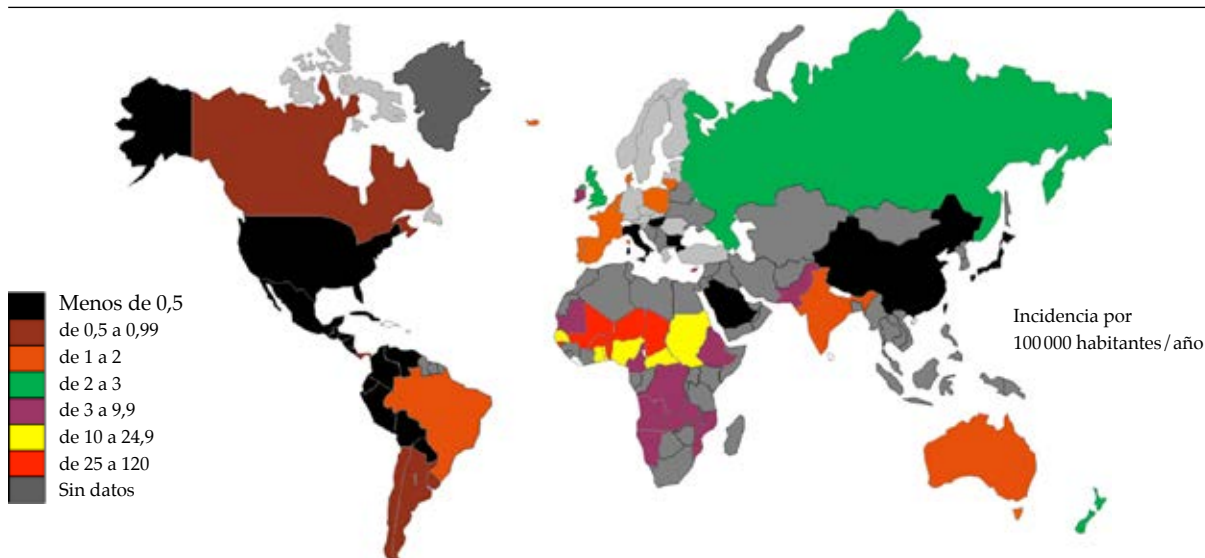 Menos de 0,5
de 0,5 a 0,99
de 1 a 2
de 2 a 3
de 3 a 9,9
de 10 a 24,9
de 25 a 120
Sin datos
Incidencia por
100 000 habitantes/año